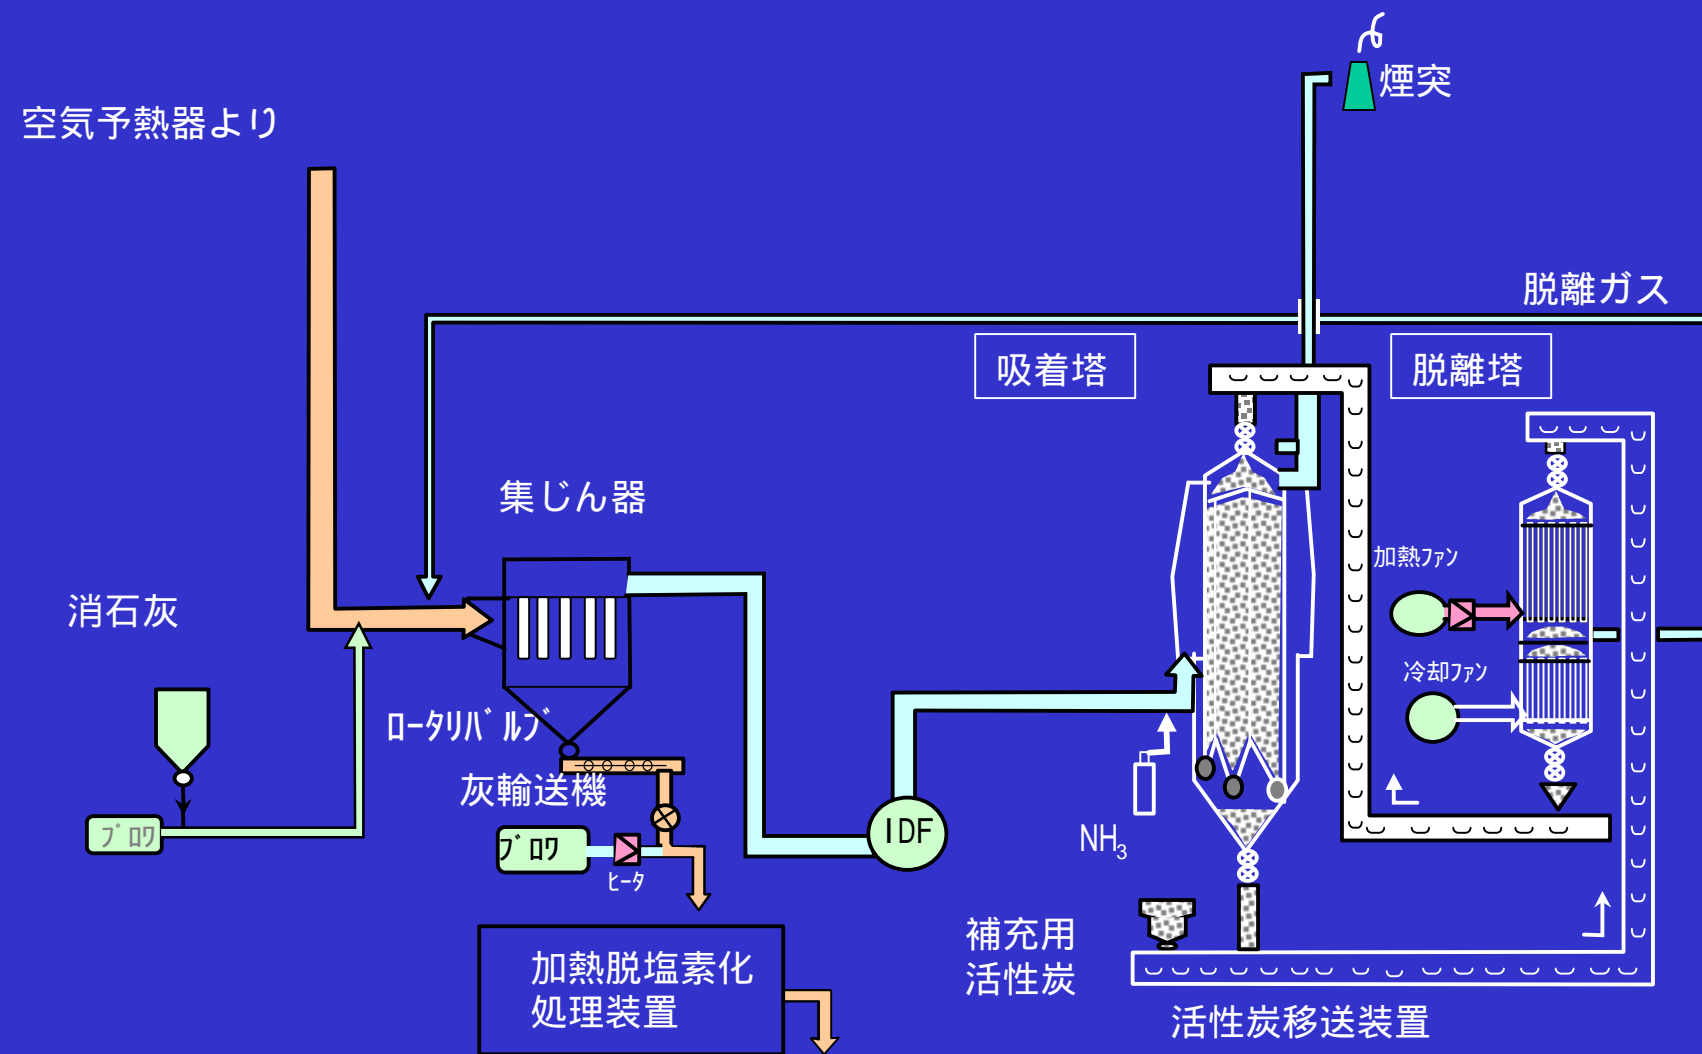 煙突
空気予熱器より
脱離ガス
吸着塔
脱離塔
集じん器
加熱ﾌｧﾝ
消石灰
冷却ﾌｧﾝ
ﾛｰﾀﾘﾊﾞﾙﾌﾞ
灰輸送機
ﾌﾞﾛﾜ
ﾌﾞﾛﾜ
IDF
NH₃
ﾋｰﾀ
補充用
活性炭
加熱脱塩素化
処理装置
活性炭移送装置